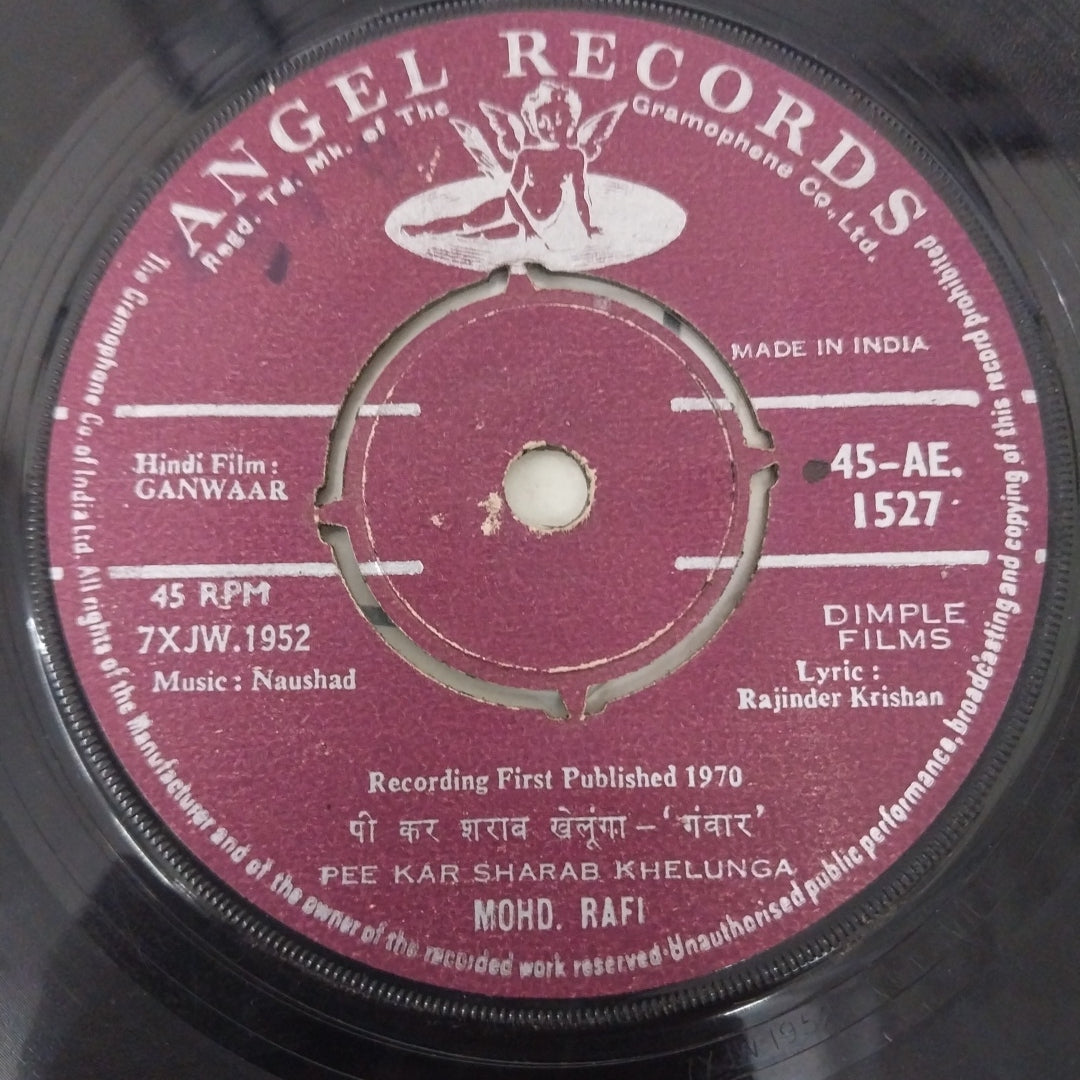 ANGEL RECORDS
Regd. Td. Mk. of The Gramophone Co., Ltd.
MADE IN INDIA
Hindi Film :
GANWAAR
45-AE.
1527
45 RPM
7XJW.1952
Music : Naushad
DIMPLE
FILMS
Lyric :
Rajinder Krishan
Recording First Published 1970
पी कर शराब खेलूंगा – ‘गंवार’
PEE KAR SHARAB KHELUNGA
MOHD. RAFI
The Gramophone Co. of India Ltd. All rights of the Manufacturer and of the owner of the recorded work reserved·Unauthorised public performance, broadcasting and copying of this record prohibited